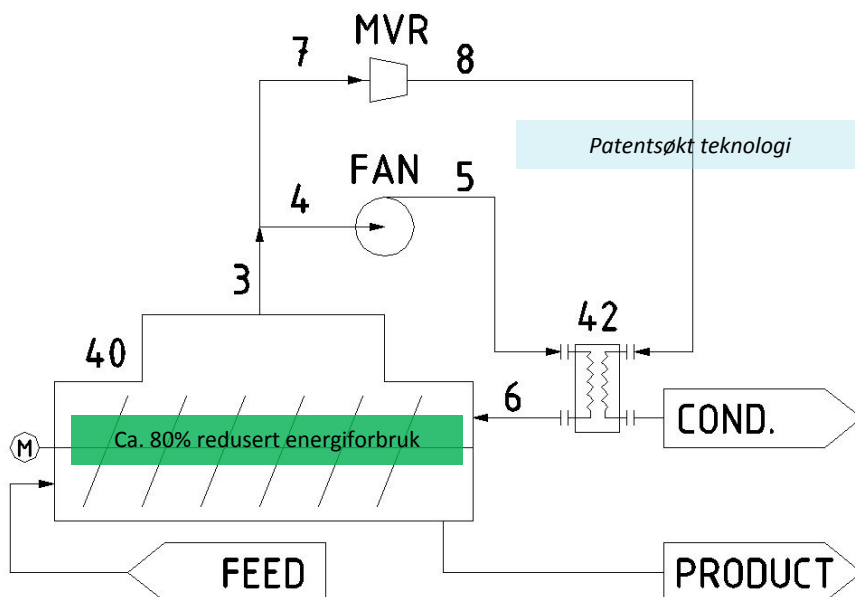 MVR
7
8
Patentsøkt teknologi
FAN
4
5
3
42
40
6
COND.
Ca. 80% redusert energiforbruk
M
FEED
PRODUCT